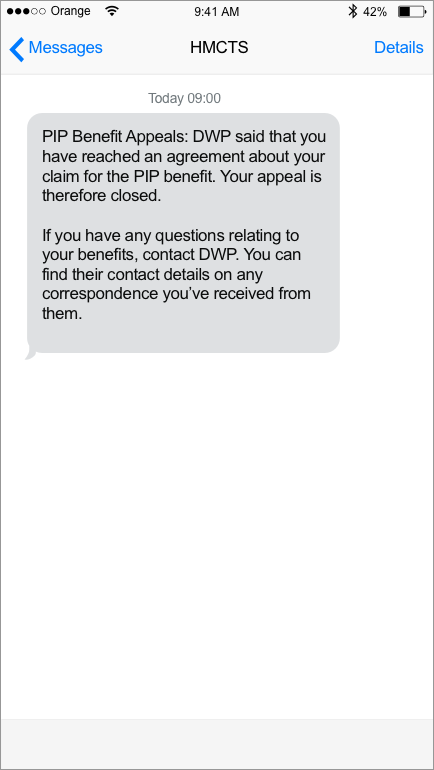 Orange 9:41 AM 42%
Messages HMCTS Details
Today 09:00
PIP Benefit Appeals: DWP said that you
have reached an agreement about your
claim for the PIP benefit. Your appeal is
therefore closed.
If you have any questions relating to
your benefits, contact DWP. You can
find their contact details on any
correspondence you’ve received from
them.